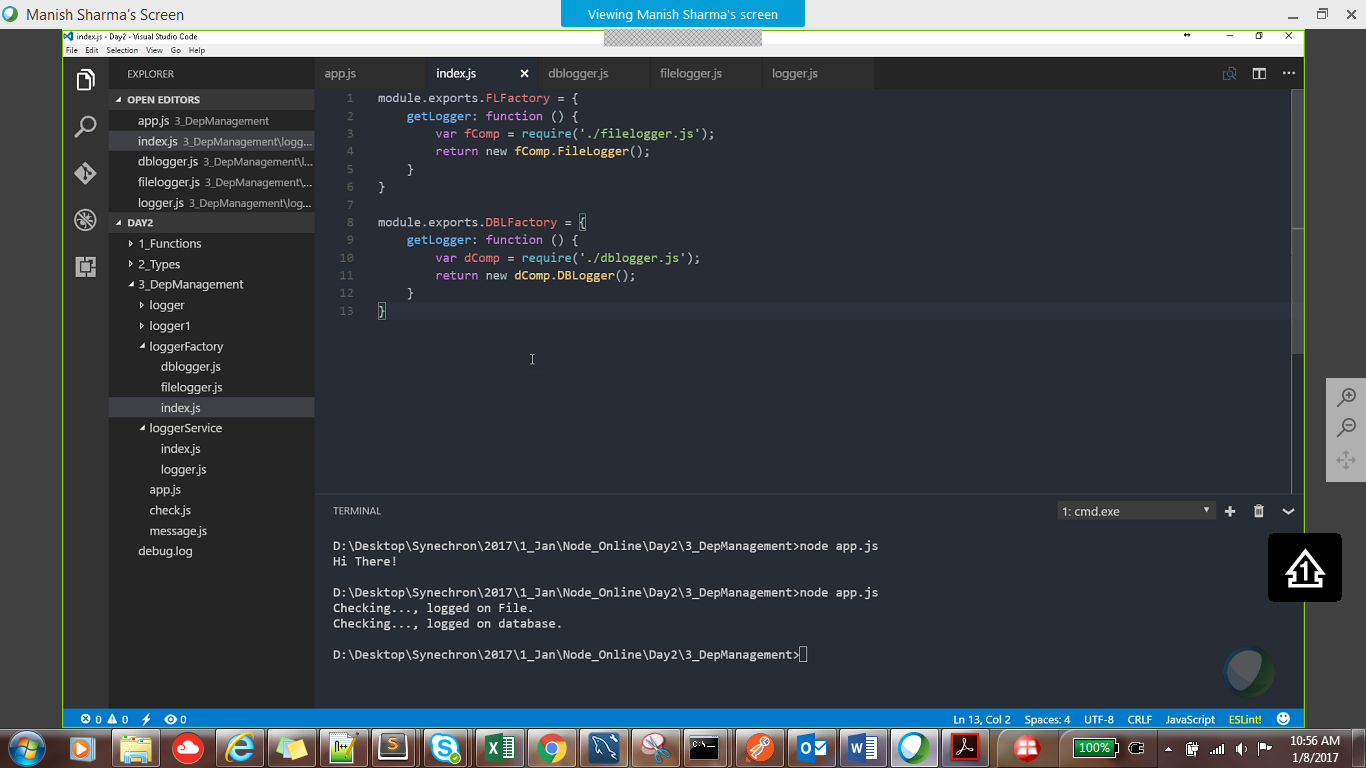 Manish Sharma's Screen
Viewing Manish Sharma's screen
index.js - Day2 - Visual Studio Code
File Edit Selection View Go Help
EXPLORER
app.js index.js dblogger.js filelogger.js logger.js
OPEN EDITORS
app.js 3_DepManagement
index.js 3_DepManagement\logg...
dblogger.js 3_DepManagement\l...
filelogger.js 3_DepManagement\...
logger.js 3_DepManagement\log...
DAY2
1_Functions
2_Types
3_DepManagement
logger
logger1
loggerFactory
dblogger.js
filelogger.js
index.js
loggerService
index.js
logger.js
app.js
check.js
message.js
debug.log
1 module.exports.FLFactory = {
2 getLogger: function () {
3 var fComp = require('./filelogger.js');
4 return new fComp.FileLogger();
5 }
6 }
7
8 module.exports.DBLFactory = {
9 getLogger: function () {
10 var dComp = require('./dblogger.js');
11 return new dComp.DBLogger();
12 }
13 }
TERMINAL
1: cmd.exe
D:\Desktop\Synechron\2017\1_Jan\Node_Online\Day2\3_DepManagement>node app.js
Hi There!
D:\Desktop\Synechron\2017\1_Jan\Node_Online\Day2\3_DepManagement>node app.js
Checking..., logged on File.
Checking..., logged on database.
D:\Desktop\Synechron\2017\1_Jan\Node_Online\Day2\3_DepManagement>
1
0 0 0
Ln 13, Col 2 Spaces: 4 UTF-8 CRLF JavaScript ESLint!
100%
10:56 AM
1/8/2017